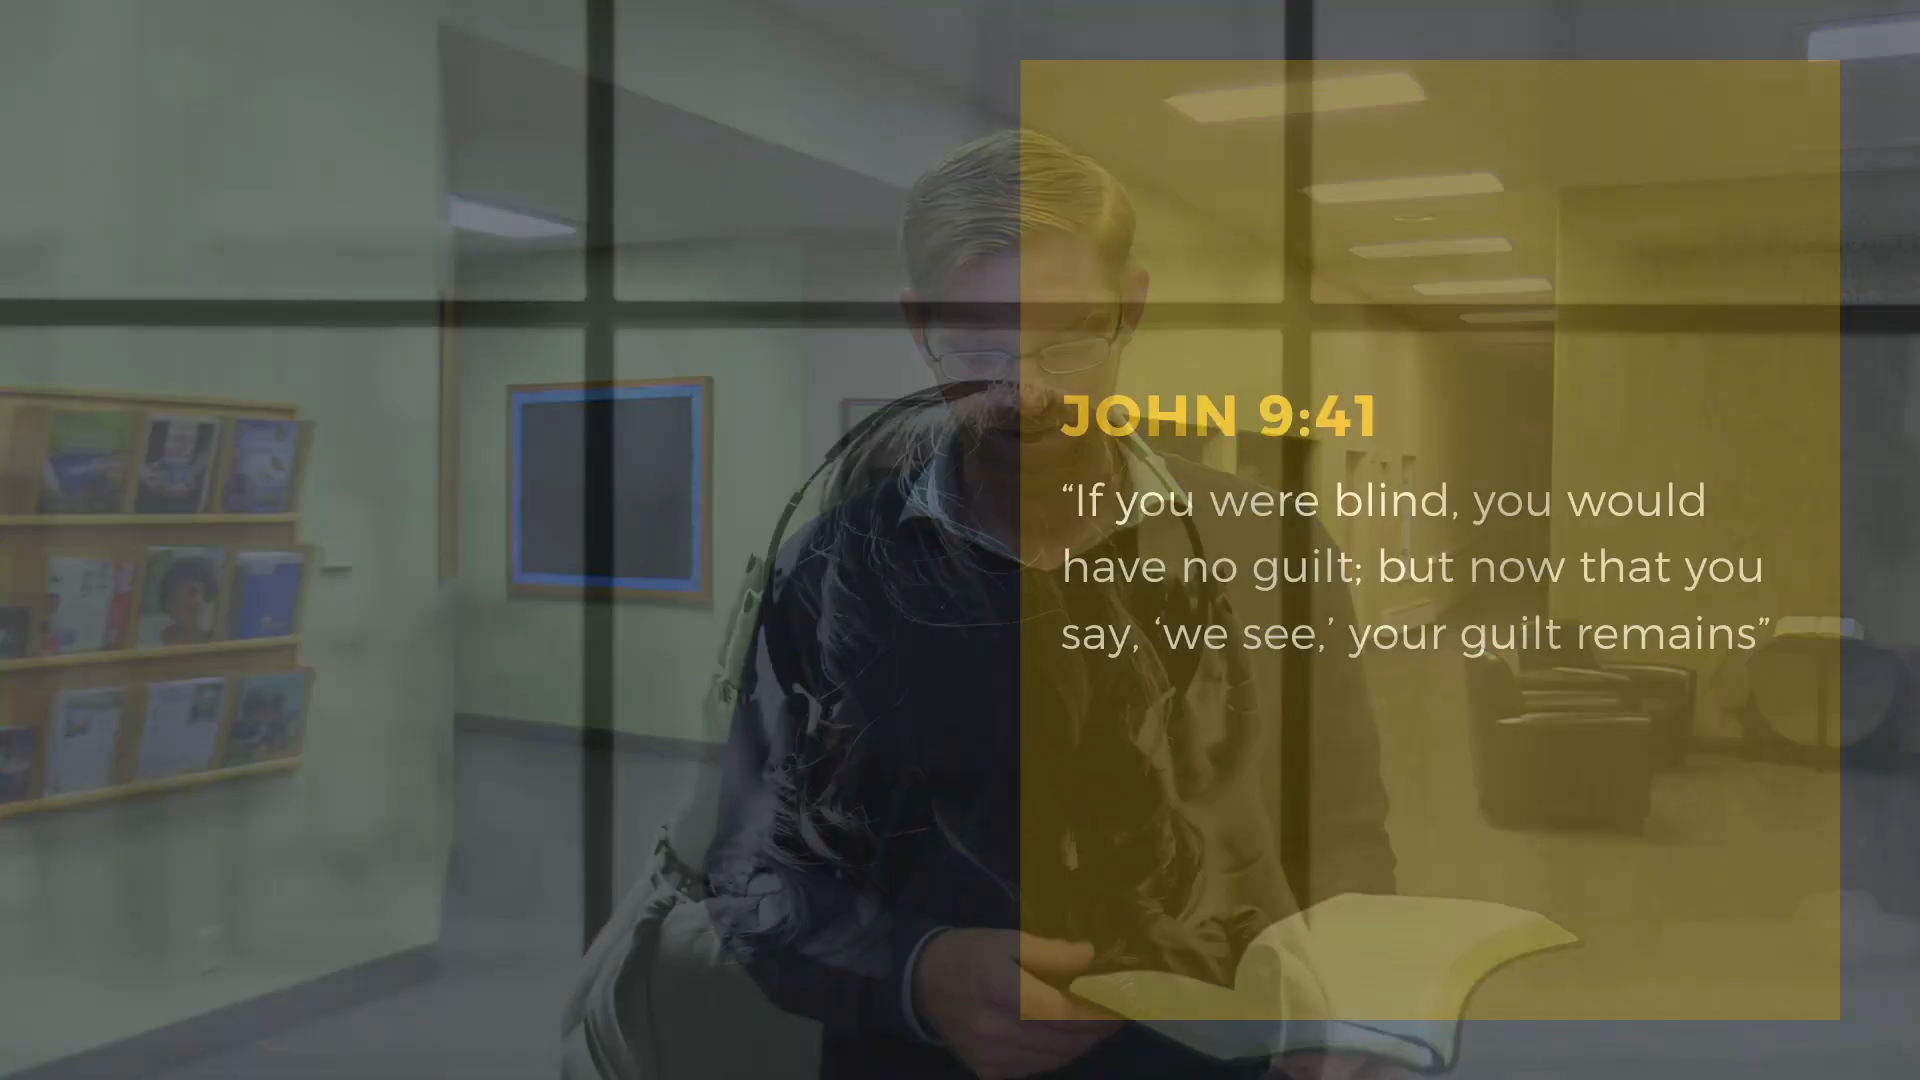 JOHN 9:41
“If you were blind, you would
have no guilt; but now that you
say, ‘we see,’ your guilt remains”